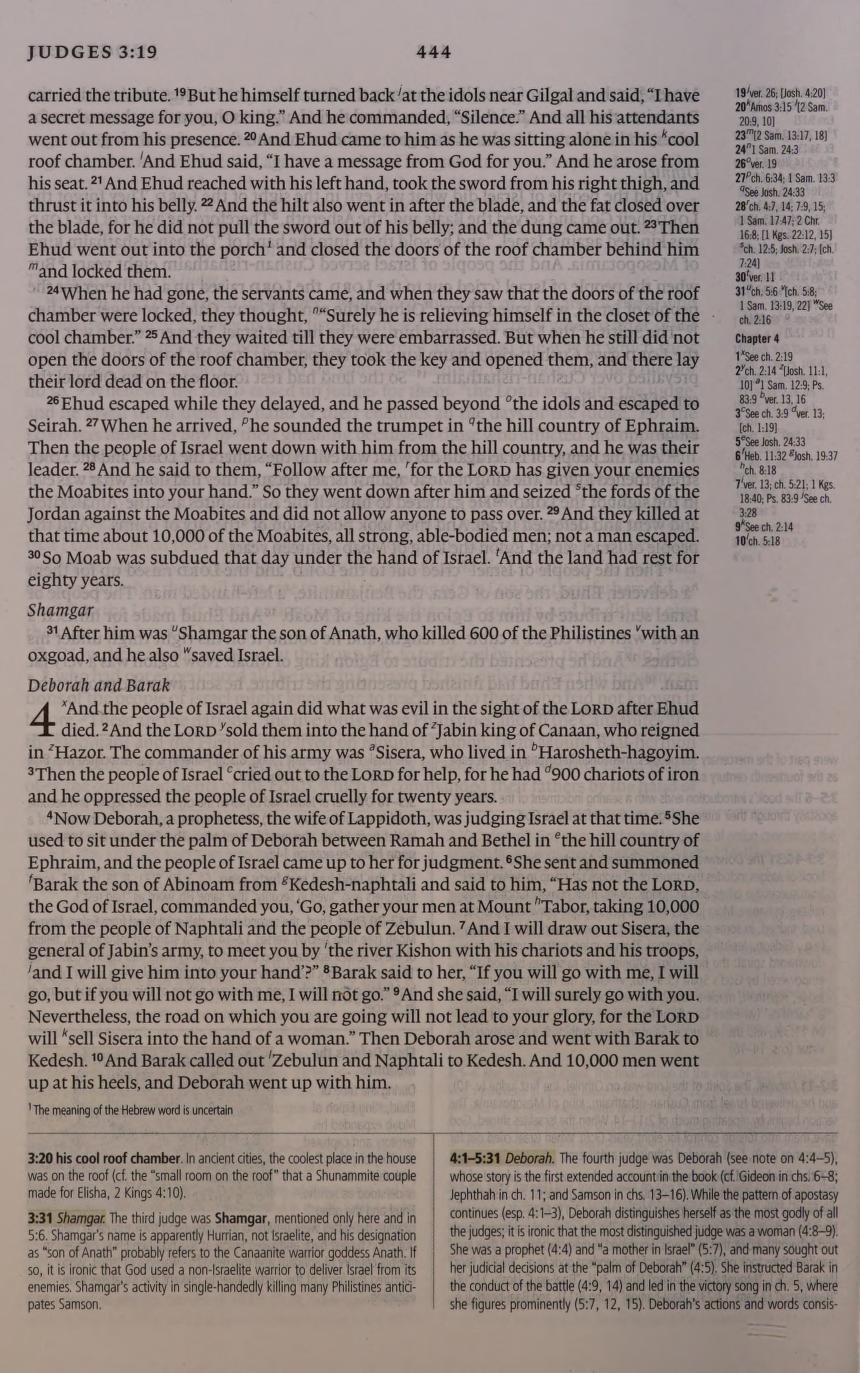 JUDGES 3:19
444
carried the tribute. 19 But he himself turned back j at the idols near Gilgal and said, “I have
a secret message for you, O king.” And he commanded, “Silence.” And all his attendants
went out from his presence. 20 And Ehud came to him as he was sitting alone in his k cool
roof chamber. l And Ehud said, “I have a message from God for you.” And he arose from
his seat. 21 And Ehud reached with his left hand, took the sword from his right thigh, and
thrust it into his belly. 22 And the hilt also went in after the blade, and the fat closed over
the blade, for he did not pull the sword out of his belly; and the dung came out. 23 Then
Ehud went out into the porch 1 and closed the doors of the roof chamber behind him
m and locked them.
24 When he had gone, the servants came, and when they saw that the doors of the roof
chamber were locked, they thought, n “Surely he is relieving himself in the closet of the
cool chamber.” 25 And they waited till they were embarrassed. But when he still did not
open the doors of the roof chamber, they took the key and opened them, and there lay
their lord dead on the floor.
26 Ehud escaped while they delayed, and he passed beyond o the idols and escaped to
Seirah. 27 When he arrived, p he sounded the trumpet in q the hill country of Ephraim.
Then the people of Israel went down with him from the hill country, and he was their
leader. 28 And he said to them, “Follow after me, r for the LORD has given your enemies
the Moabites into your hand.” So they went down after him and seized s the fords of the
Jordan against the Moabites and did not allow anyone to pass over. 29 And they killed at
that time about 10,000 of the Moabites, all strong, able-bodied men; not a man escaped.
30 So Moab was subdued that day under the hand of Israel. t And the land had rest for
eighty years.
Shamgar
31 After him was u Shamgar the son of Anath, who killed 600 of the Philistines v with an
oxgoad, and he also w saved Israel.
Deborah and Barak
4 x And the people of Israel again did what was evil in the sight of the LORD after Ehud
died. 2 And the LORD y sold them into the hand of z Jabin king of Canaan, who reigned
in z Hazor. The commander of his army was a Sisera, who lived in b Harosheth-hagoyim.
3 Then the people of Israel c cried out to the LORD for help, for he had d 900 chariots of iron
and he oppressed the people of Israel cruelly for twenty years.
4 Now Deborah, a prophetess, the wife of Lappidoth, was judging Israel at that time. 5 She
used to sit under the palm of Deborah between Ramah and Bethel in e the hill country of
Ephraim, and the people of Israel came up to her for judgment. 6 She sent and summoned
f Barak the son of Abinoam from g Kedesh-naphtali and said to him, “Has not the LORD,
the God of Israel, commanded you, ‘Go, gather your men at Mount h Tabor, taking 10,000
from the people of Naphtali and the people of Zebulun. 7 And I will draw out Sisera, the
general of Jabin’s army, to meet you by i the river Kishon with his chariots and his troops,
j and I will give him into your hand’?” 8 Barak said to her, “If you will go with me, I will
go, but if you will not go with me, I will not go.” 9 And she said, “I will surely go with you.
Nevertheless, the road on which you are going will not lead to your glory, for the LORD
will k sell Sisera into the hand of a woman.” Then Deborah arose and went with Barak to
Kedesh. 10 And Barak called out l Zebulun and Naphtali to Kedesh. And 10,000 men went
up at his heels, and Deborah went up with him.
1 The meaning of the Hebrew word is uncertain
19 j ver. 26; [Josh. 4:20]
20 k Amos 3:15 l [2 Sam.
20:9, 10]
23 m [2 Sam. 13:17, 18]
24 n 1 Sam. 24:3
26 o ver. 19
27 p ch. 6:34; 1 Sam. 13:3
q See Josh. 24:33
28 r ch. 4:7, 14; 7:9, 15;
1 Sam. 17:47; 2 Chr.
16:8; [1 Kgs. 22:12, 15]
s ch. 12:5; Josh. 2:7; [ch.
7:24]
30 t ver. 11
31 u ch. 5:6 v [ch. 5:8;
1 Sam. 13:19, 22] w See
ch. 2:16
Chapter 4
1 x See ch. 2:19
2 y ch. 2:14 z [Josh. 11:1,
10] a 1 Sam. 12:9; Ps.
83:9 b ver. 13, 16
3 c See ch. 3:9 d ver. 13;
[ch. 1:19]
5 e See Josh. 24:33
6 f Heb. 11:32 g Josh. 19:37
h ch. 8:18
7 i ver. 13; ch. 5:21; 1 Kgs.
18:40; Ps. 83:9 j See ch.
3:28
9 k See ch. 2:14
10 l ch. 5:18
3:20 his cool roof chamber. In ancient cities, the coolest place in the house
was on the roof (cf. the “small room on the roof” that a Shunammite couple
made for Elisha, 2 Kings 4:10).
3:31 Shamgar. The third judge was Shamgar, mentioned only here and in
5:6. Shamgar’s name is apparently Hurrian, not Israelite, and his designation
as “son of Anath” probably refers to the Canaanite warrior goddess Anath. If
so, it is ironic that God used a non-Israelite warrior to deliver Israel from its
enemies. Shamgar’s activity in single-handedly killing many Philistines antici-
pates Samson.
4:1–5:31 Deborah. The fourth judge was Deborah (see note on 4:4–5),
whose story is the first extended account in the book (cf. Gideon in chs. 6–8;
Jephthah in ch. 11; and Samson in chs. 13–16). While the pattern of apostasy
continues (esp. 4:1–3), Deborah distinguishes herself as the most godly of all
the judges; it is ironic that the most distinguished judge was a woman (4:8–9).
She was a prophet (4:4) and “a mother in Israel” (5:7), and many sought out
her judicial decisions at the “palm of Deborah” (4:5). She instructed Barak in
the conduct of the battle (4:9, 14) and led in the victory song in ch. 5, where
she figures prominently (5:7, 12, 15). Deborah’s actions and words consis-